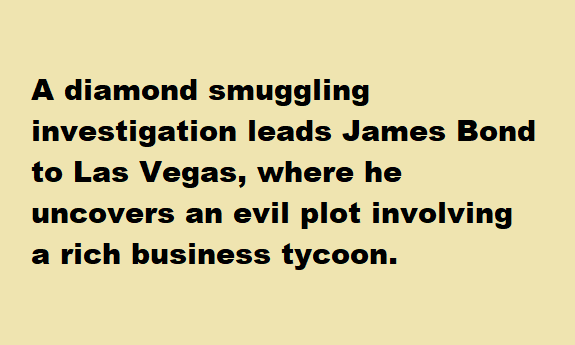 A diamond smuggling
investigation leads James Bond
to Las Vegas, where he
uncovers an evil plot involving
a rich business tycoon.